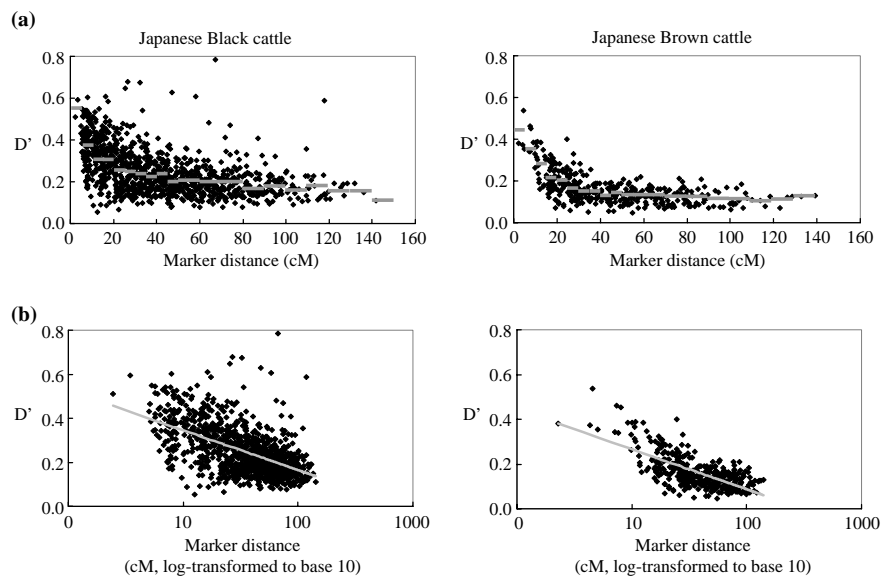 (a)
Japanese Black cattle
Japanese Brown cattle
0.8
0.6
D’
0.4
0.2
0.0
0 20 40 60 80 100 120 140 160
Marker distance (cM)
0.8
0.6
D’
0.4
0.2
0.0
0 20 40 60 80 100 120 140 160
Marker distance (cM)
(b)
0.8
0.6
D’
0.4
0.2
0.0
0 10 100 1000
Marker distance
(cM, log-transformed to base 10)
0.8
0.6
D’
0.4
0.2
0.0
0 10 100 1000
Marker distance
(cM, log-transformed to base 10)